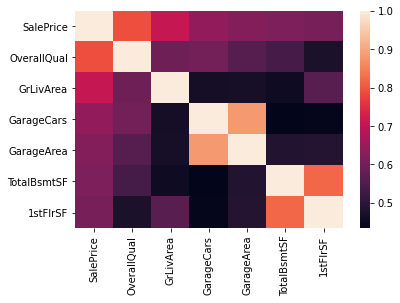 SalePrice
OverallQual
GrLivArea
GarageCars
GarageArea
TotalBsmtSF
1stFlrSF
SalePrice
OverallQual
GrLivArea
GarageCars
GarageArea
TotalBsmtSF
1stFlrSF
1.0
0.9
0.8
0.7
0.6
0.5